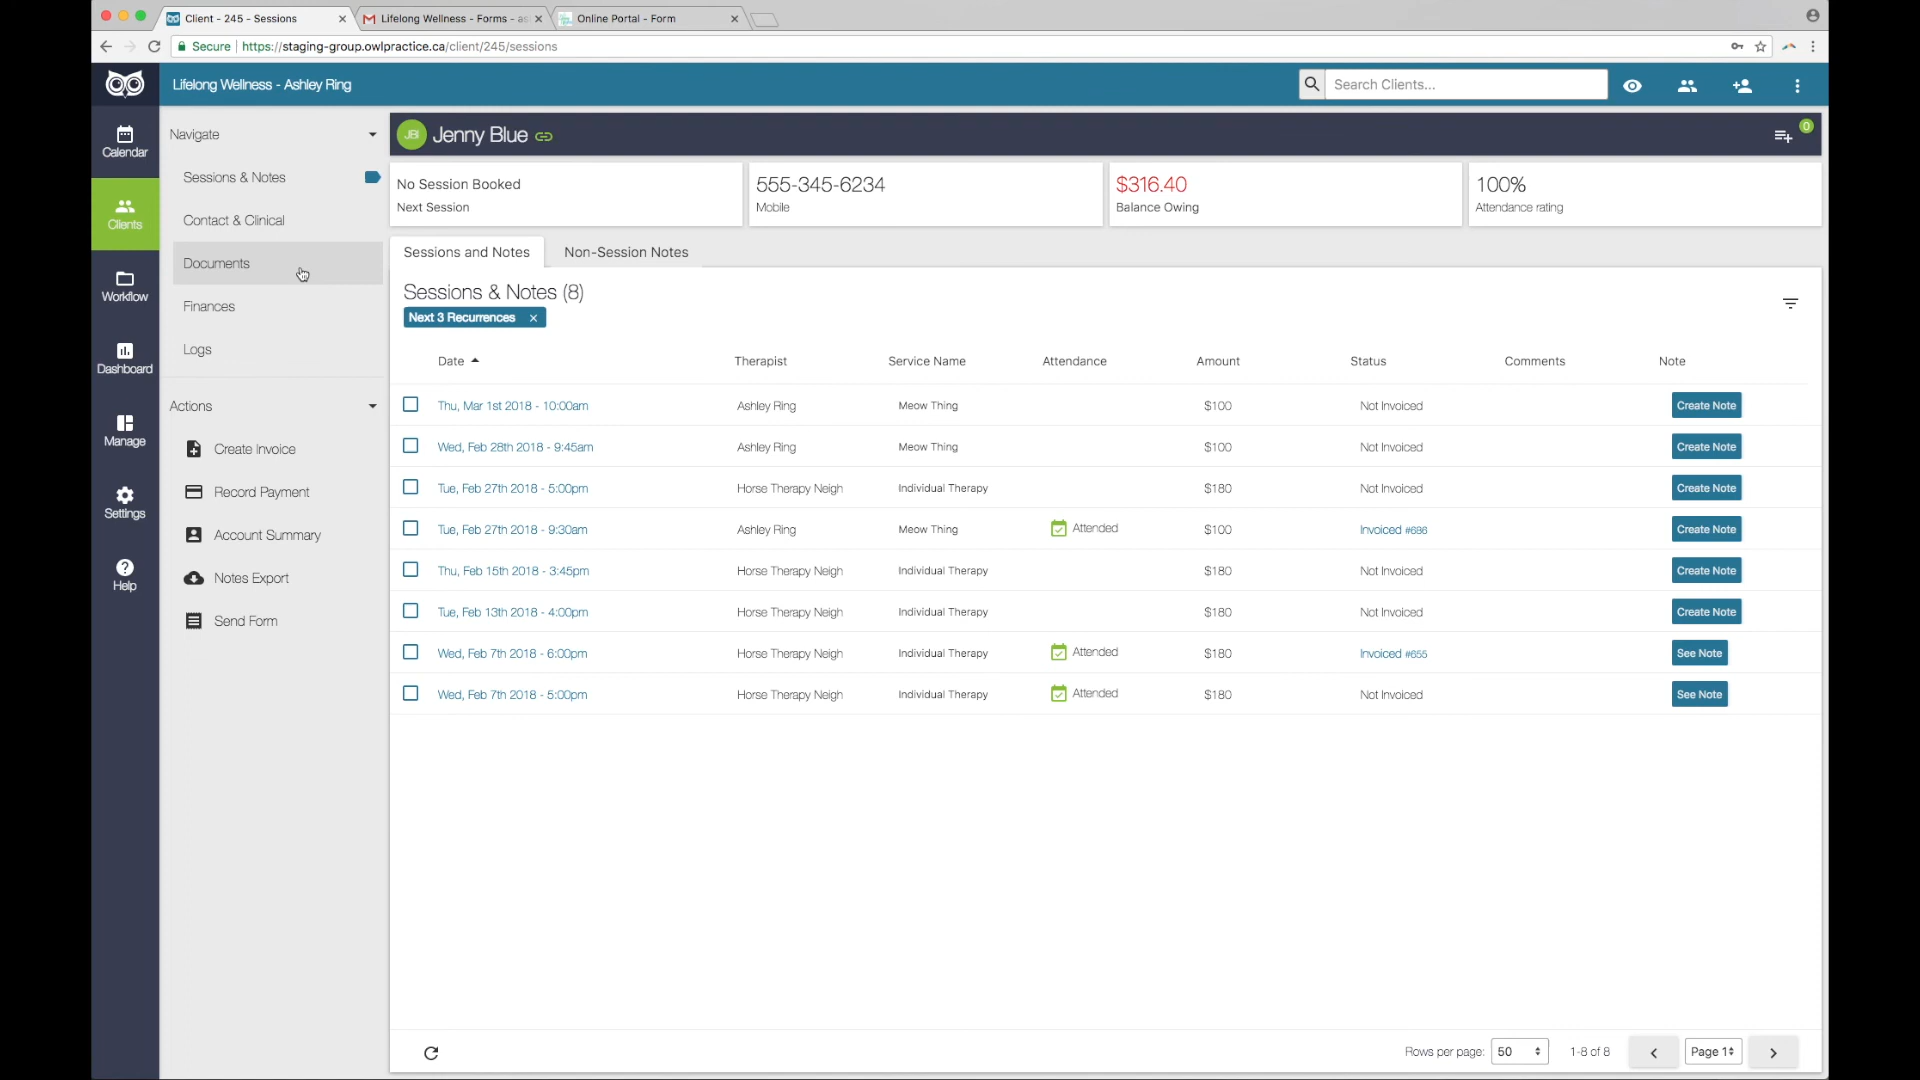 Client - 245 - Sessions
Lifelong Wellness - Forms - as
Online Portal - Form
Secure https://staging-group.owlpractice.ca/client/245/sessions
Lifelong Wellness - Ashley Ring
Search Clients...
Calendar
Clients
Workflow
Dashboard
Manage
Settings
Help
Navigate
Sessions & Notes
Contact & Clinical
Documents
Finances
Logs
Actions
Create Invoice
Record Payment
Account Summary
Notes Export
Send Form
JBl Jenny Blue
0
No Session Booked
Next Session
555-345-6234
Mobile
$316.40
Balance Owing
100%
Attendance rating
Sessions and Notes
Non-Session Notes
Sessions & Notes (8)
Next 3 Recurrences
Date Therapist Service Name Attendance Amount Status Comments Note
Thu, Mar 1st 2018 - 10:00am Ashley Ring Meow Thing $100 Not Invoiced Create Note
Wed, Feb 28th 2018 - 9:45am Ashley Ring Meow Thing $100 Not Invoiced Create Note
Tue, Feb 27th 2018 - 5:00pm Horse Therapy Neigh Individual Therapy $180 Not Invoiced Create Note
Tue, Feb 27th 2018 - 9:30am Ashley Ring Meow Thing Attended $100 Invoiced #686 Create Note
Thu, Feb 15th 2018 - 3:45pm Horse Therapy Neigh Individual Therapy $180 Not Invoiced Create Note
Tue, Feb 13th 2018 - 4:00pm Horse Therapy Neigh Individual Therapy $180 Not Invoiced Create Note
Wed, Feb 7th 2018 - 6:00pm Horse Therapy Neigh Individual Therapy Attended $180 Invoiced #655 See Note
Wed, Feb 7th 2018 - 5:00pm Horse Therapy Neigh Individual Therapy Attended $180 Not Invoiced See Note
Rows per page: 50 1-8 of 8 Page 1